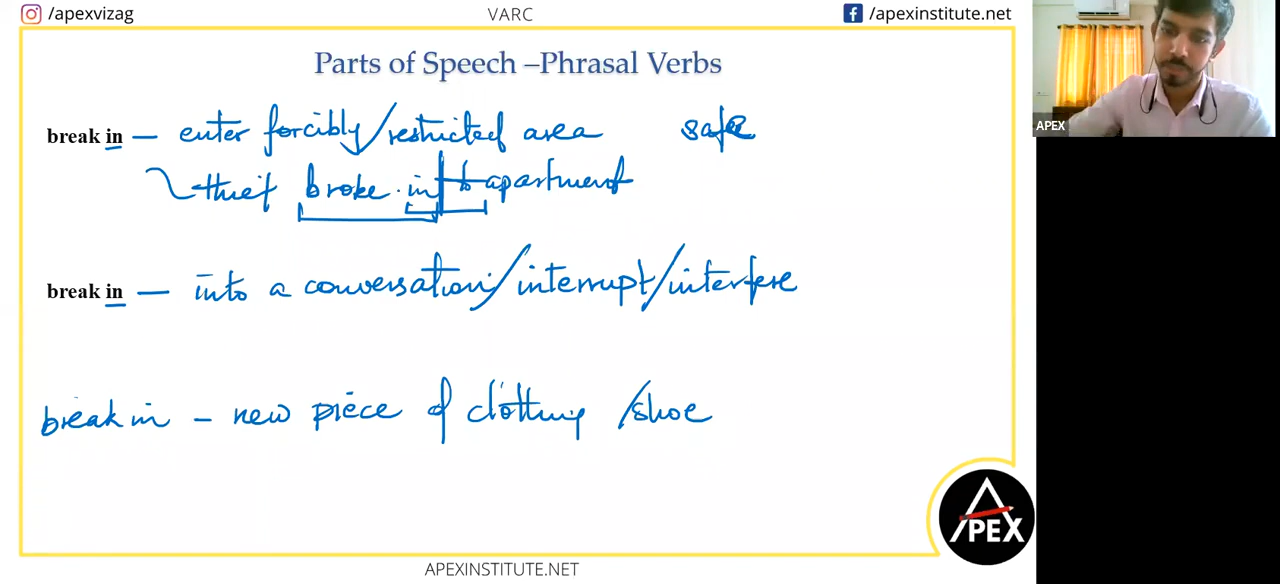 /apexvizag
VARC
/apexinstitute.net
Parts of Speech –Phrasal Verbs
break in — enter forcibly/restricted area safe
thief broke in to apartment
break in — into a conversation/interrupt/interfere
break in – new piece of clothing /shoe
APEX
APEX
APEXINSTITUTE.NET